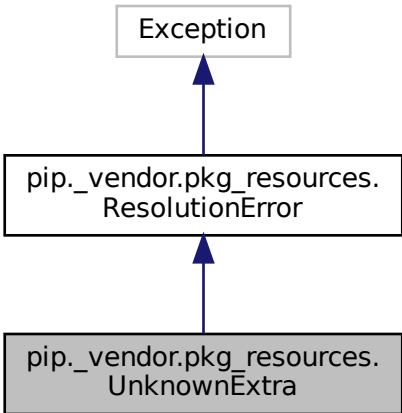 Exception
pip._vendor.pkg_resources.
ResolutionError
pip._vendor.pkg_resources.
UnknownExtra